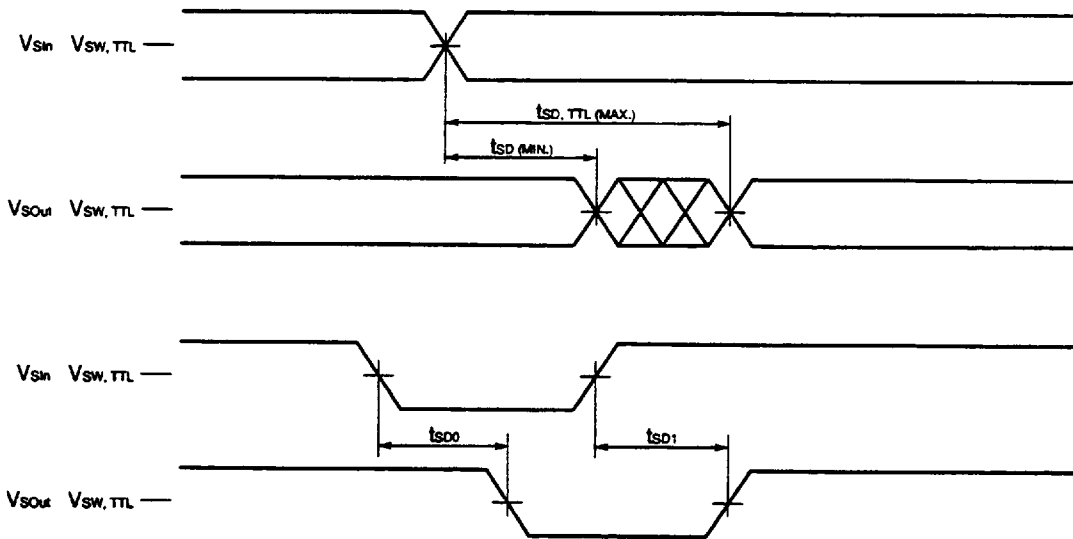 VSIn VSW, TTL
tSD, TTL (MAX.)
tSD (MIN.)
VSOut VSW, TTL
VSIn VSW, TTL
tSD0
tSD1
VSOut VSW, TTL